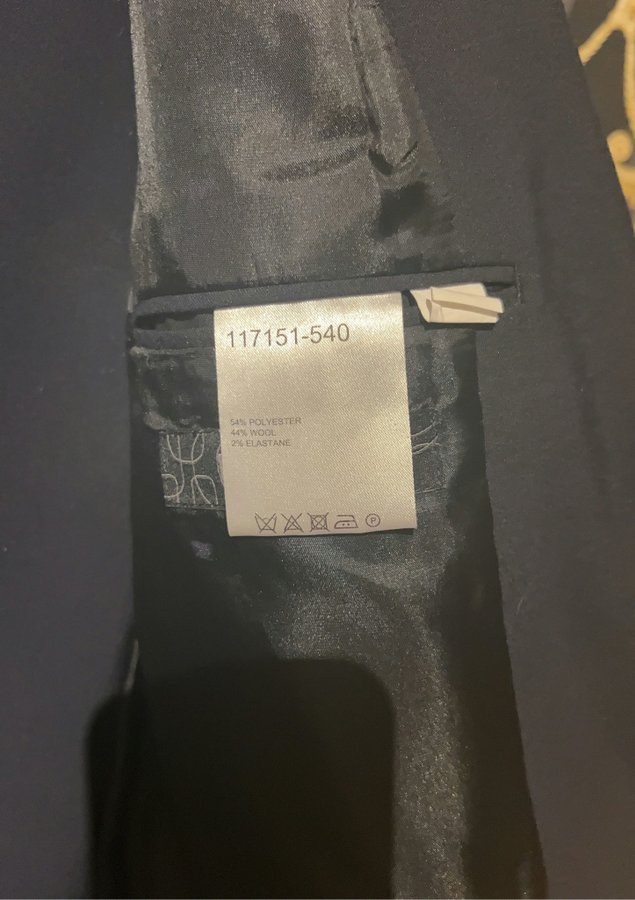 117151-540
54% POLYESTER
44% WOOL
2% ELASTANE
P